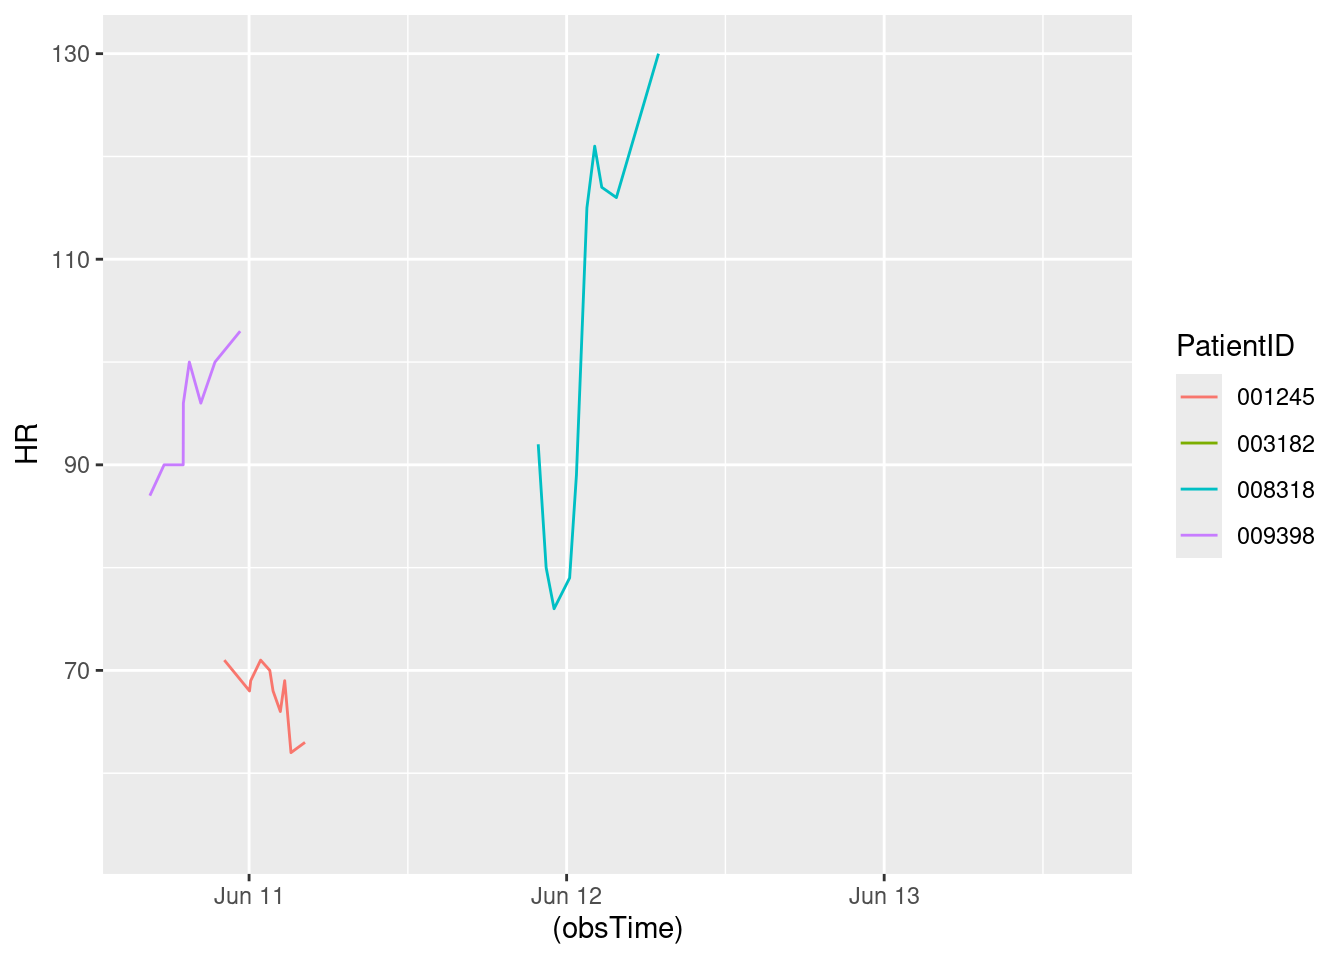 130
110
90
70
HR
Jun 11
Jun 12
Jun 13
(obsTime)
PatientID
001245
003182
008318
009398